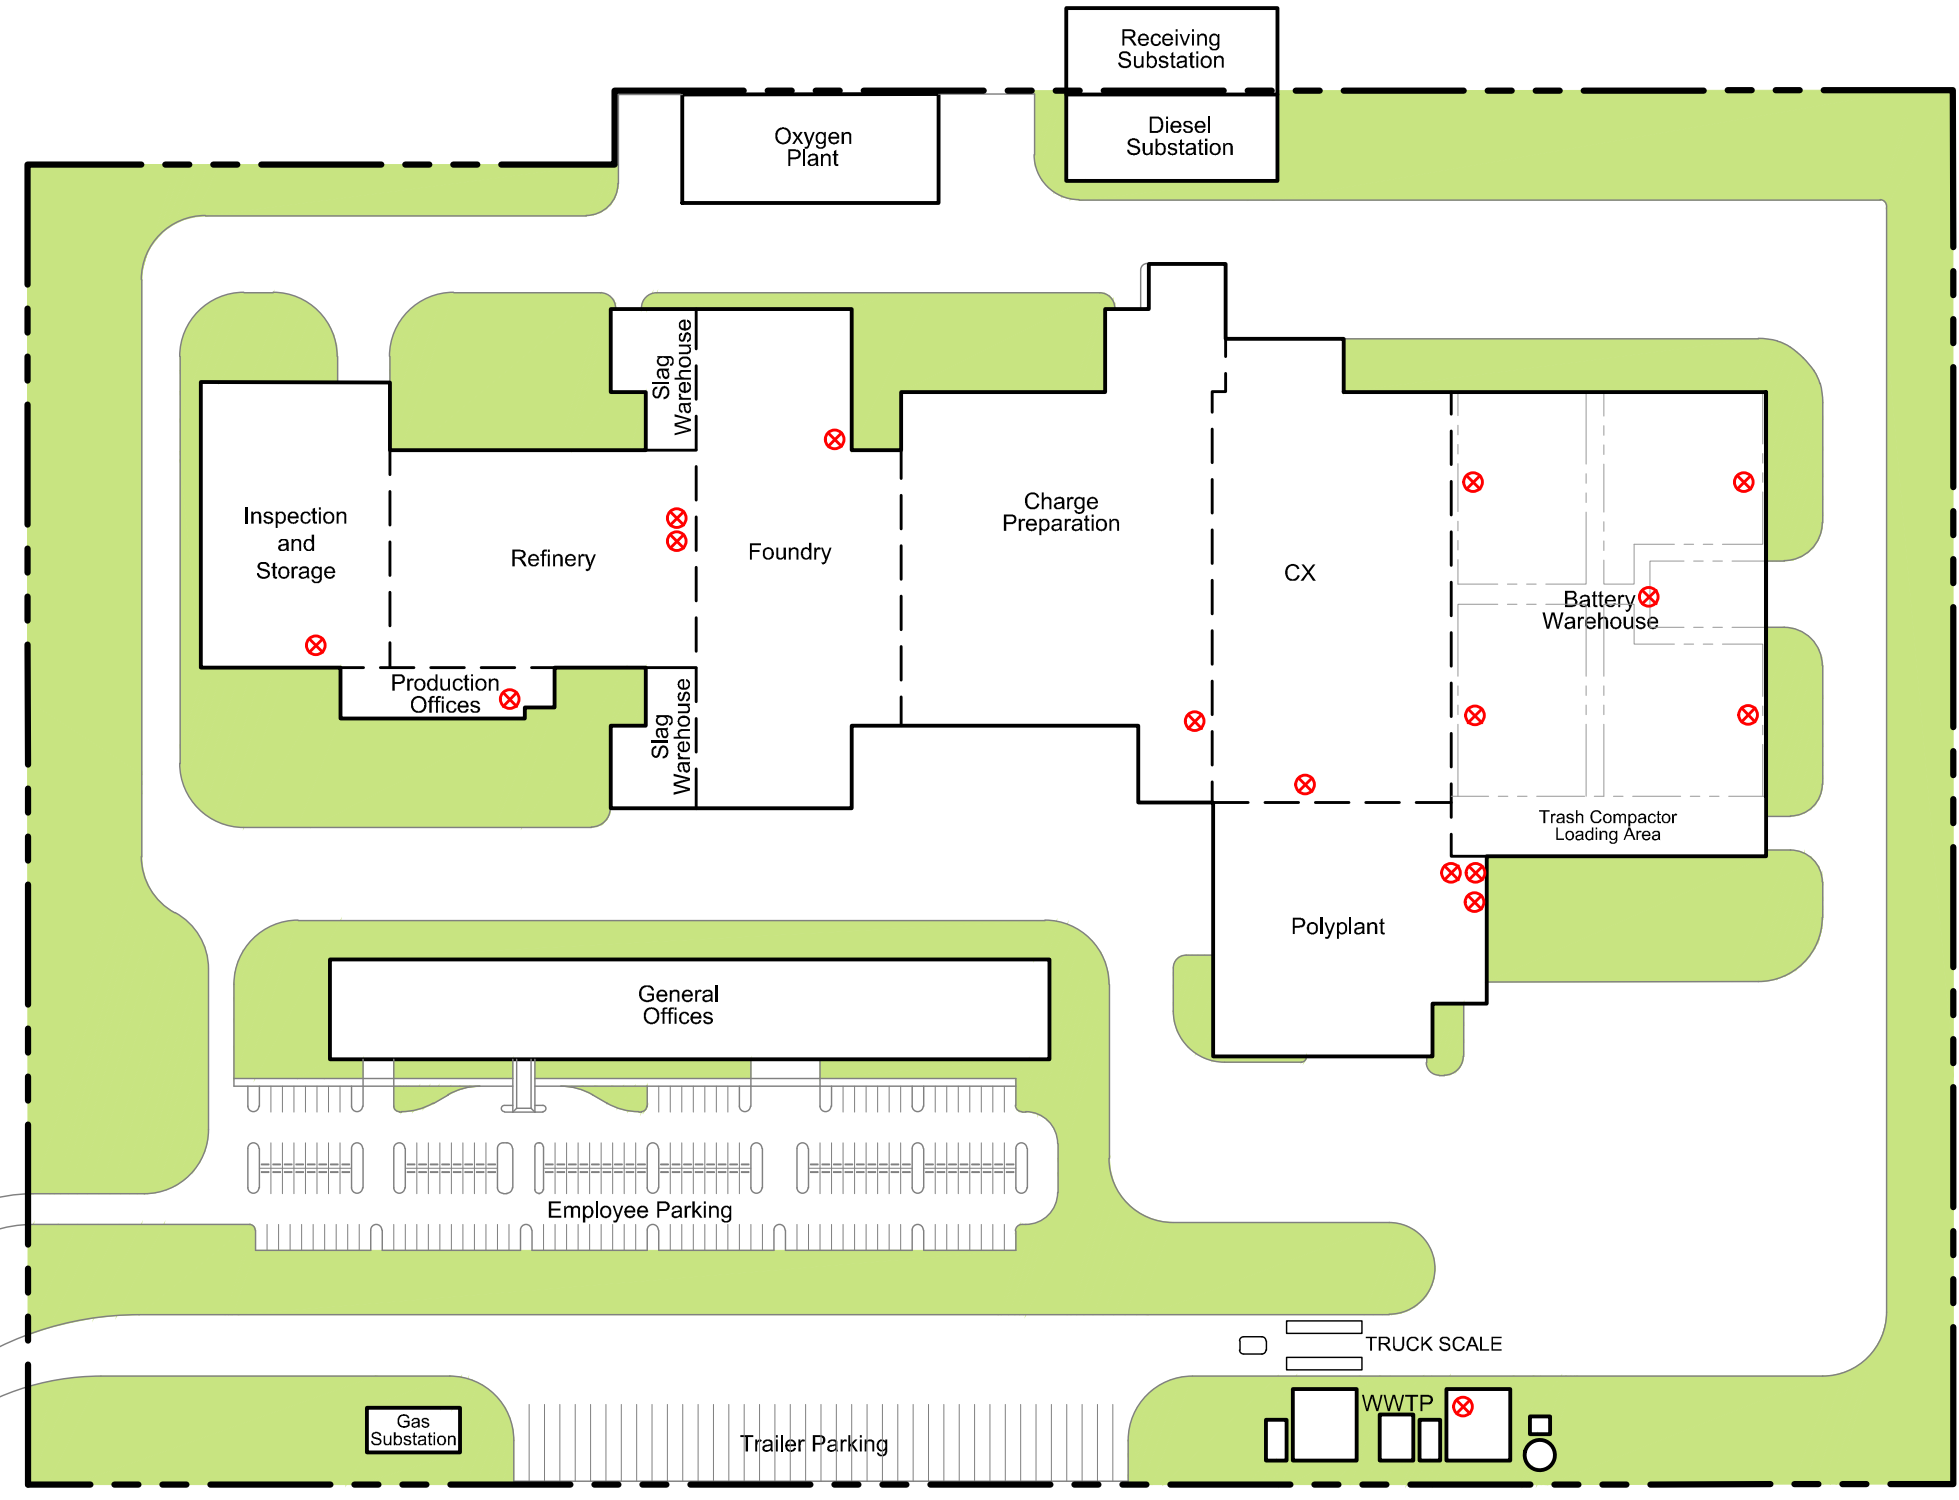 Receiving
Substation
Oxygen
Plant
Diesel
Substation
Slag
Warehouse
Inspection
and
Storage
Refinery
Foundry
Charge
Preparation
CX
Battery
Warehouse
Production
Offices
Slag
Warehouse
Trash Compactor
Loading Area
Polyplant
General
Offices
Employee Parking
TRUCK SCALE
WWTP
Gas
Substation
Trailer Parking